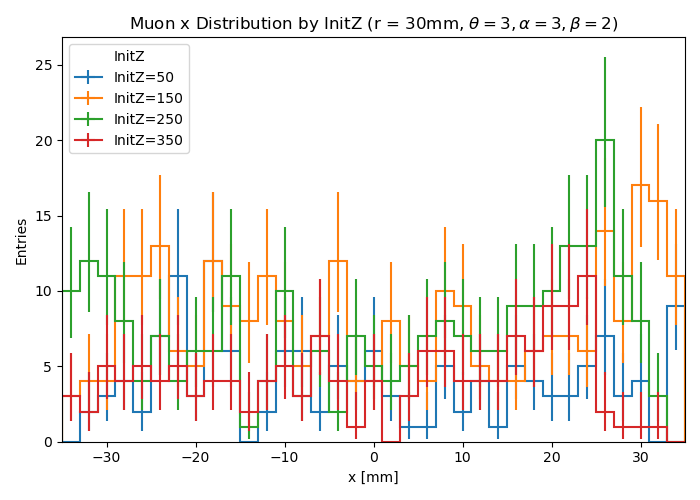 Muon x Distribution by InitZ (r = 30mm, θ = 3, α = 3, β = 2)
InitZ
InitZ=50
InitZ=150
InitZ=250
InitZ=350
Entries
25
20
15
10
5
0
−30 −20 −10 0 10 20 30
x [mm]